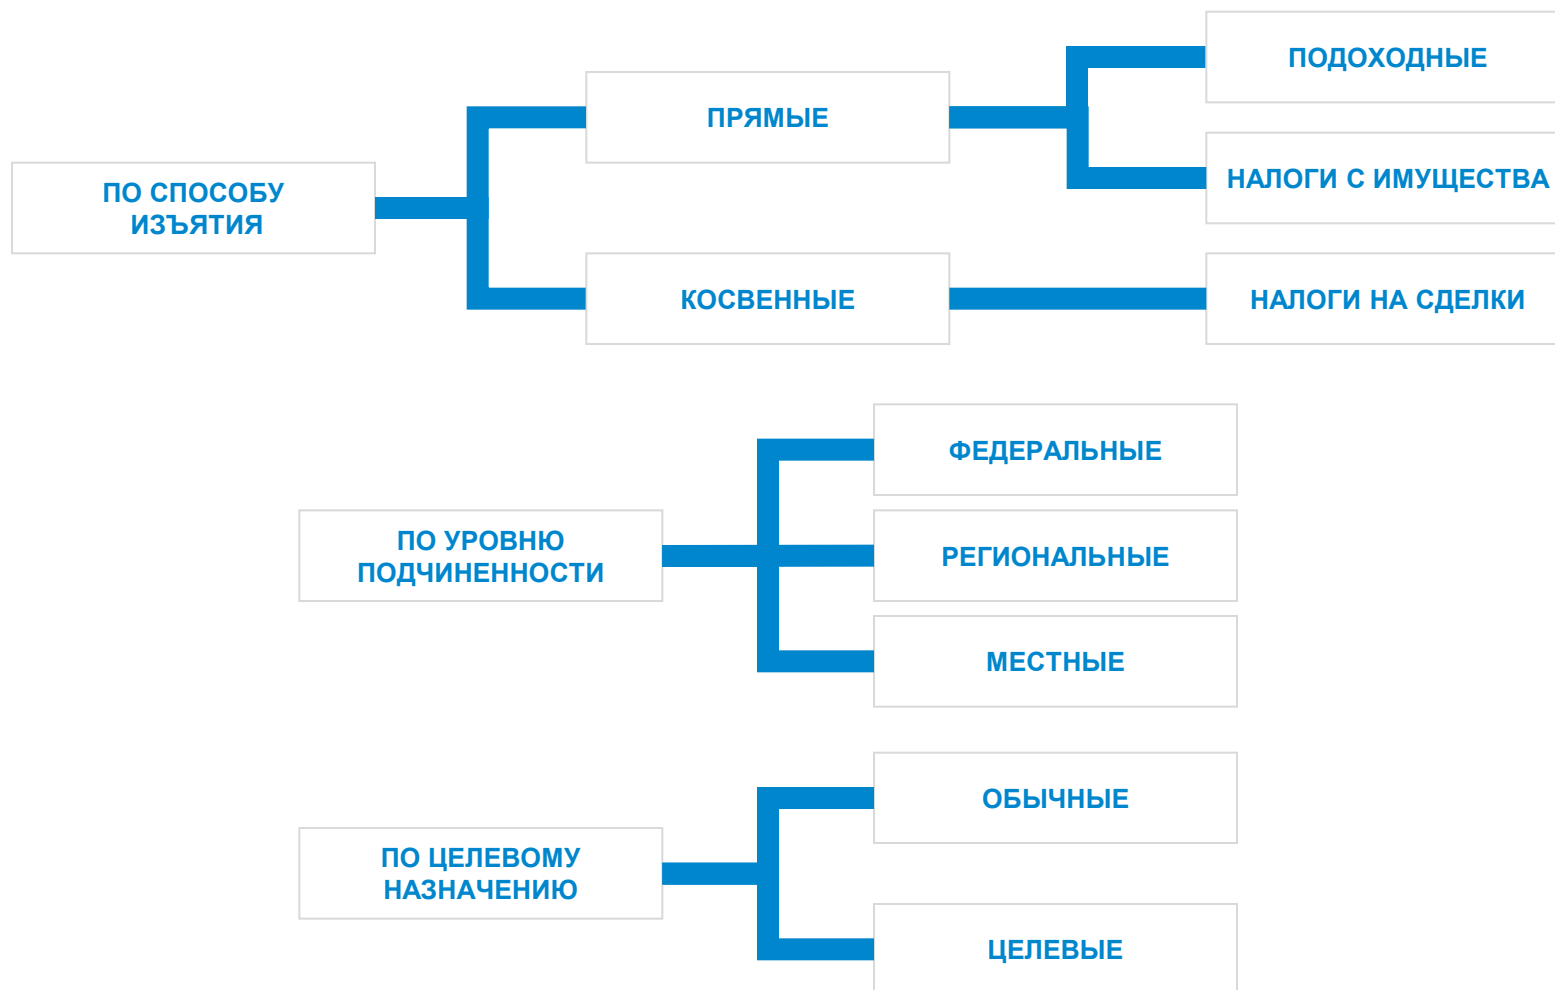 ПОДОХОДНЫЕ
ПРЯМЫЕ
НАЛОГИ С ИМУЩЕСТВА
ПО СПОСОБУ
ИЗЪЯТИЯ
КОСВЕННЫЕ
НАЛОГИ НА СДЕЛКИ
ФЕДЕРАЛЬНЫЕ
ПО УРОВНЮ
ПОДЧИНЕННОСТИ
РЕГИОНАЛЬНЫЕ
МЕСТНЫЕ
ОБЫЧНЫЕ
ПО ЦЕЛЕВОМУ
НАЗНАЧЕНИЮ
ЦЕЛЕВЫЕ